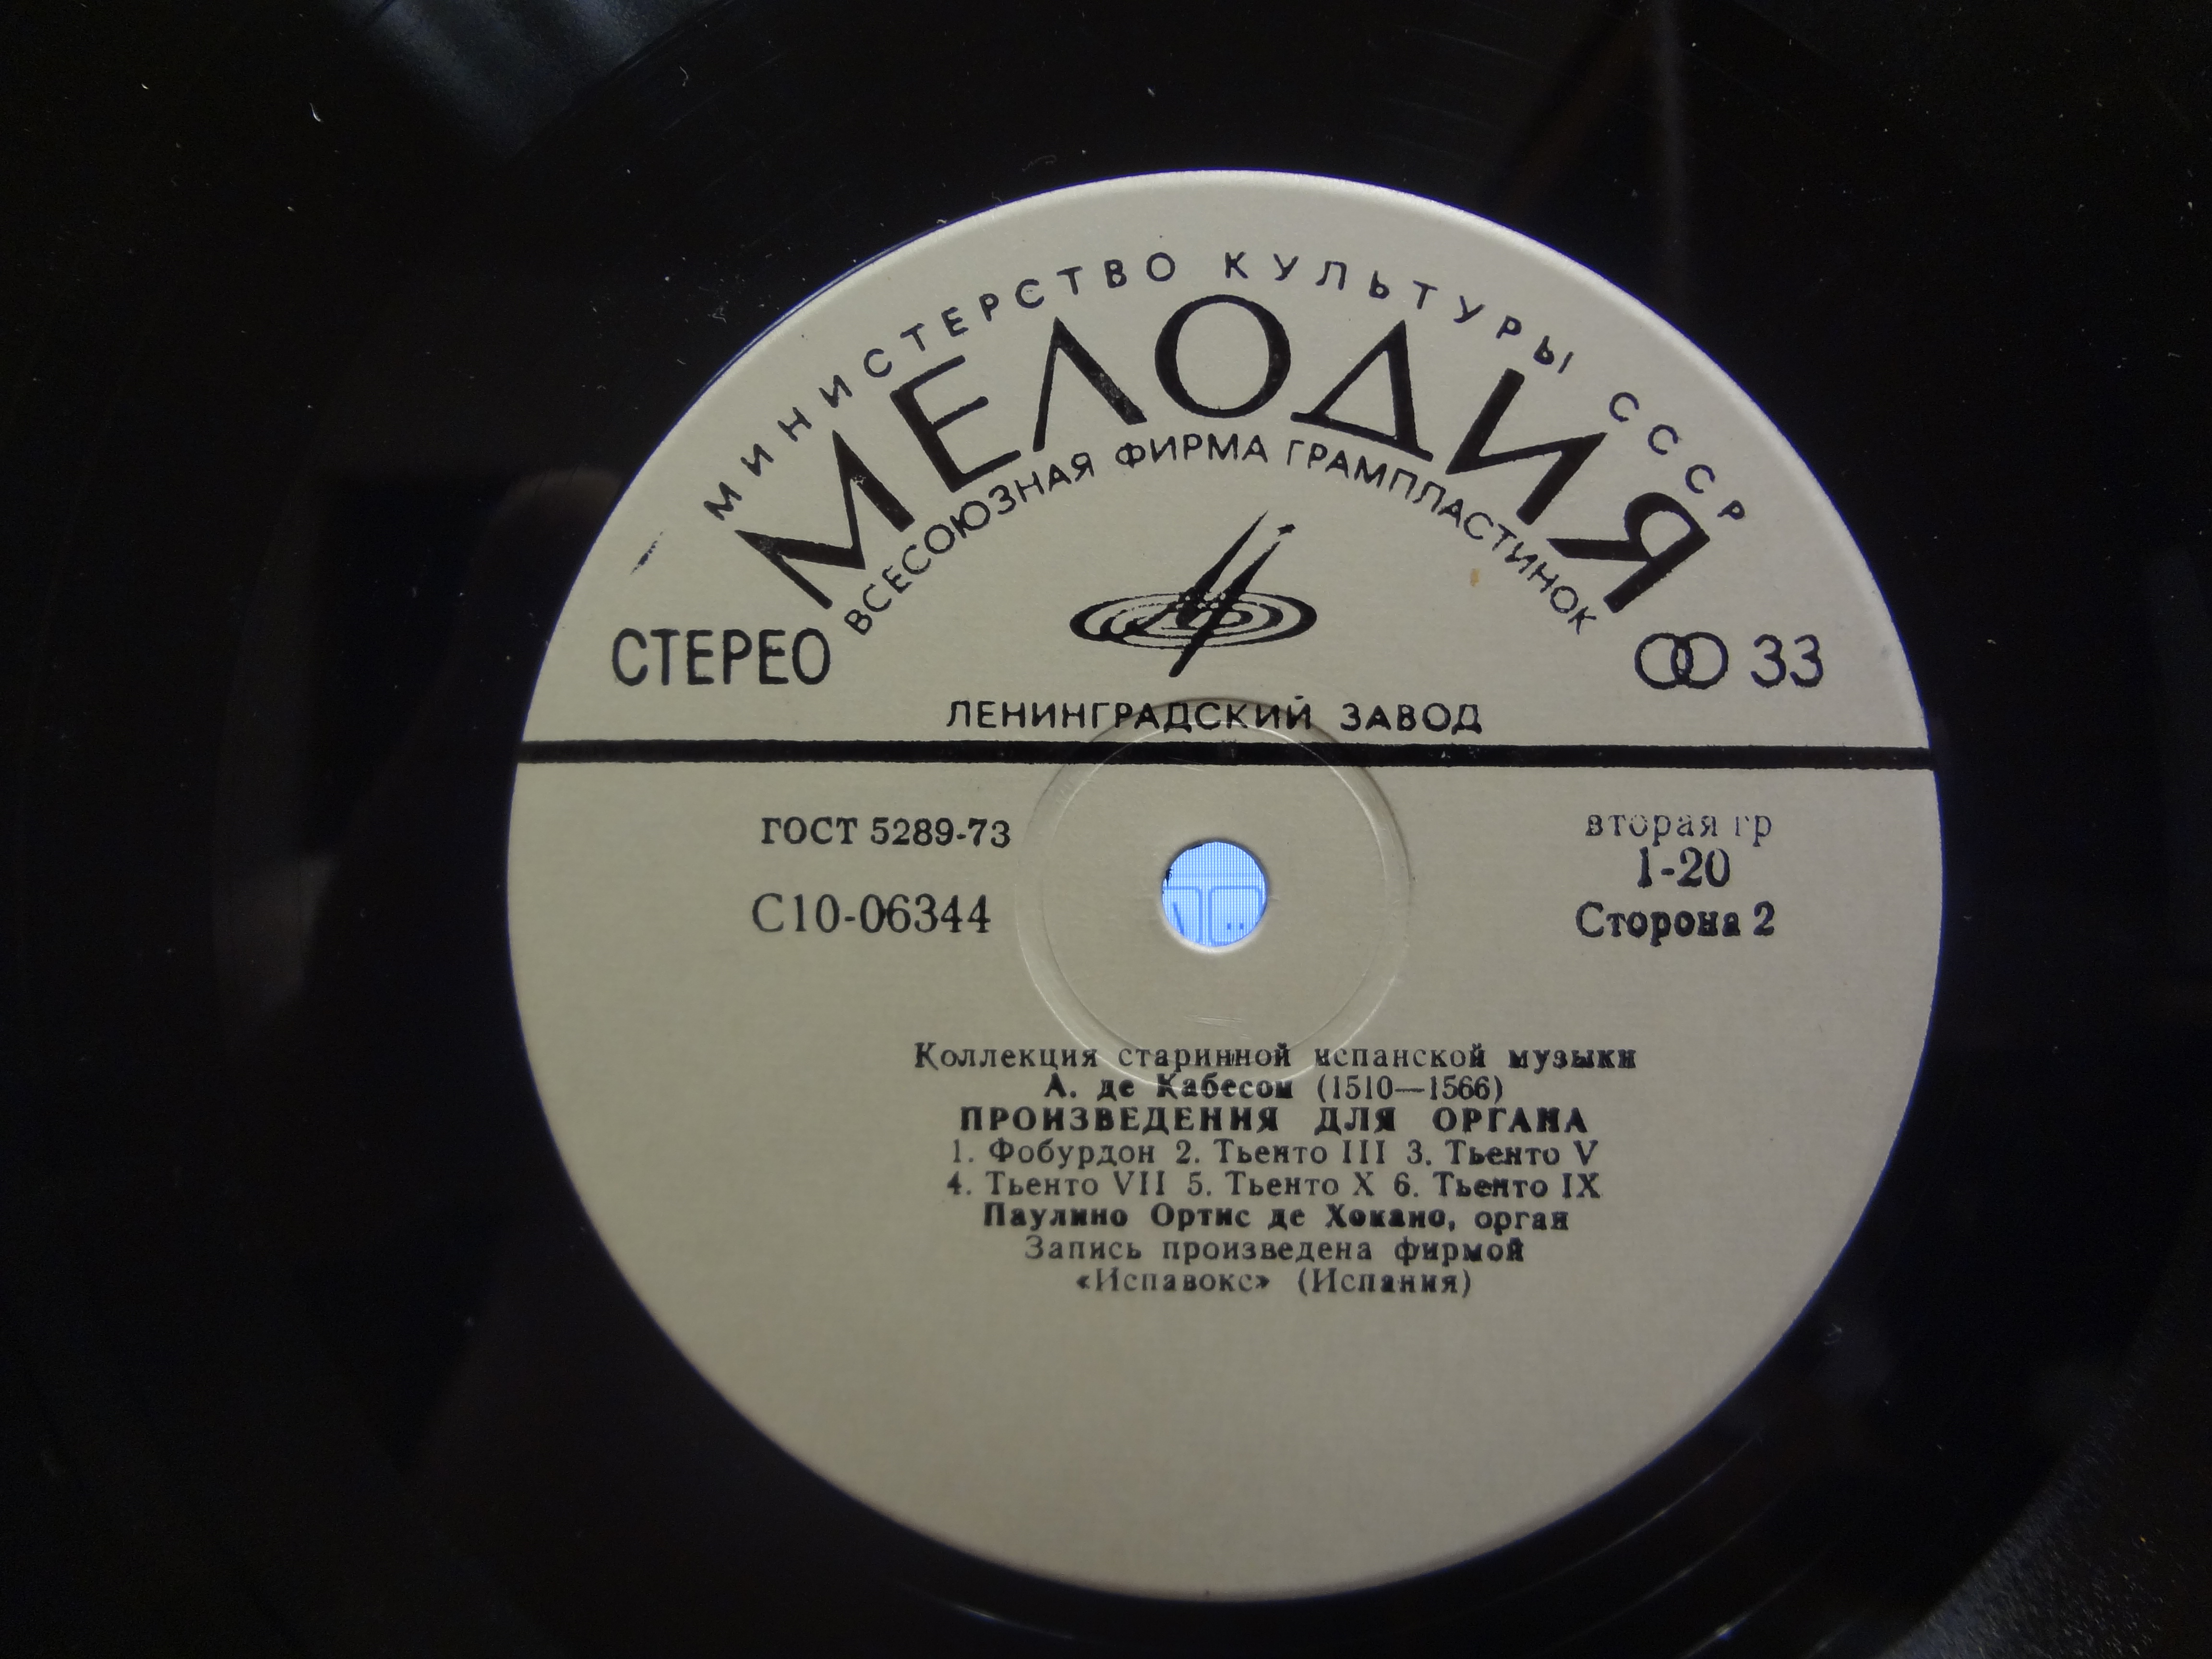 МИНИСТЕРСТВО КУЛЬТУРЫ СССР
МЕЛОДИЯ
ВСЕСОЮЗНАЯ ФИРМА ГРАМПЛАСТИНОК
СТЕРЕО
33
ЛЕНИНГРАДСКИЙ ЗАВОД
ГОСТ 5289-73
вторая гр
1-20
С10-06344
Сторона 2
Коллекция старинной испанской музыки
А. де Кабесон (1510—1566)
ПРОИЗВЕДЕНИЯ ДЛЯ ОРГАНА
1. Фобурдон 2. Тьенто III 3. Тьенто V
4. Тьенто VII 5. Тьенто X 6. Тьенто IX
Паулино Ортис де Хокано, орган
Запись произведена фирмой
«Испавокс» (Испания)